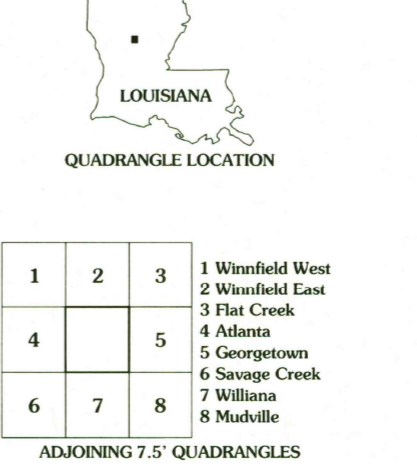 LOUISIANA
QUADRANGLE LOCATION
1 2 3
4 5
6 7 8
1 Winnfield West
2 Winnfield East
3 Flat Creek
4 Atlanta
5 Georgetown
6 Savage Creek
7 Williana
8 Mudville
ADJOINING 7.5' QUADRANGLES